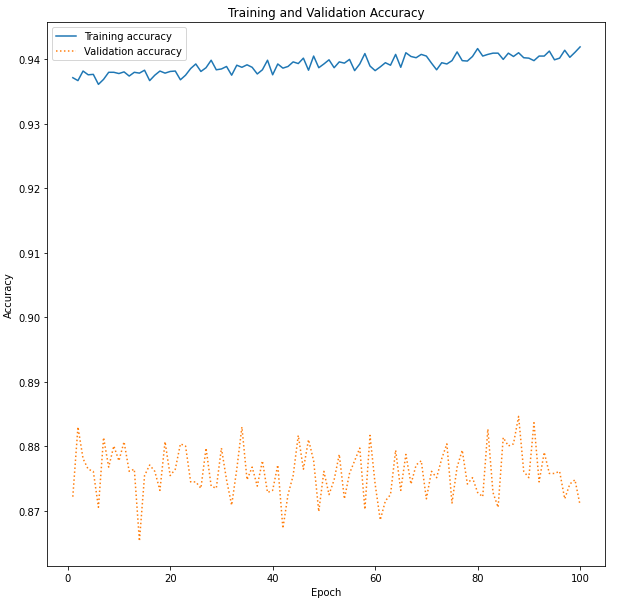 Training and Validation Accuracy
Training accuracy
Validation accuracy
0.94
0.93
0.92
0.91
0.90
0.89
0.88
0.87
Accuracy
0 20 40 60 80 100
Epoch